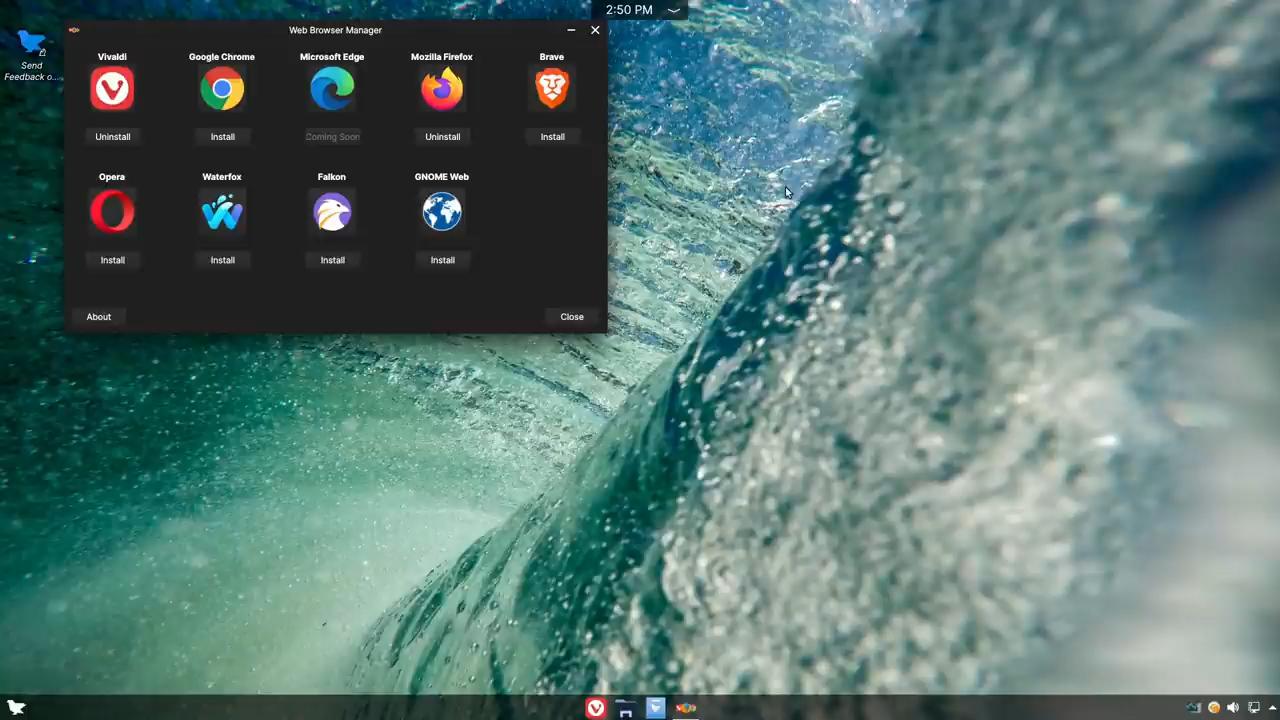 2:50 PM
Web Browser Manager
Send
Feedback o...
Vivaldi
Google Chrome
Microsoft Edge
Mozilla Firefox
Brave
Uninstall
Install
Coming Soon
Uninstall
Install
Opera
Waterfox
Falkon
GNOME Web
Install
Install
Install
Install
About
Close